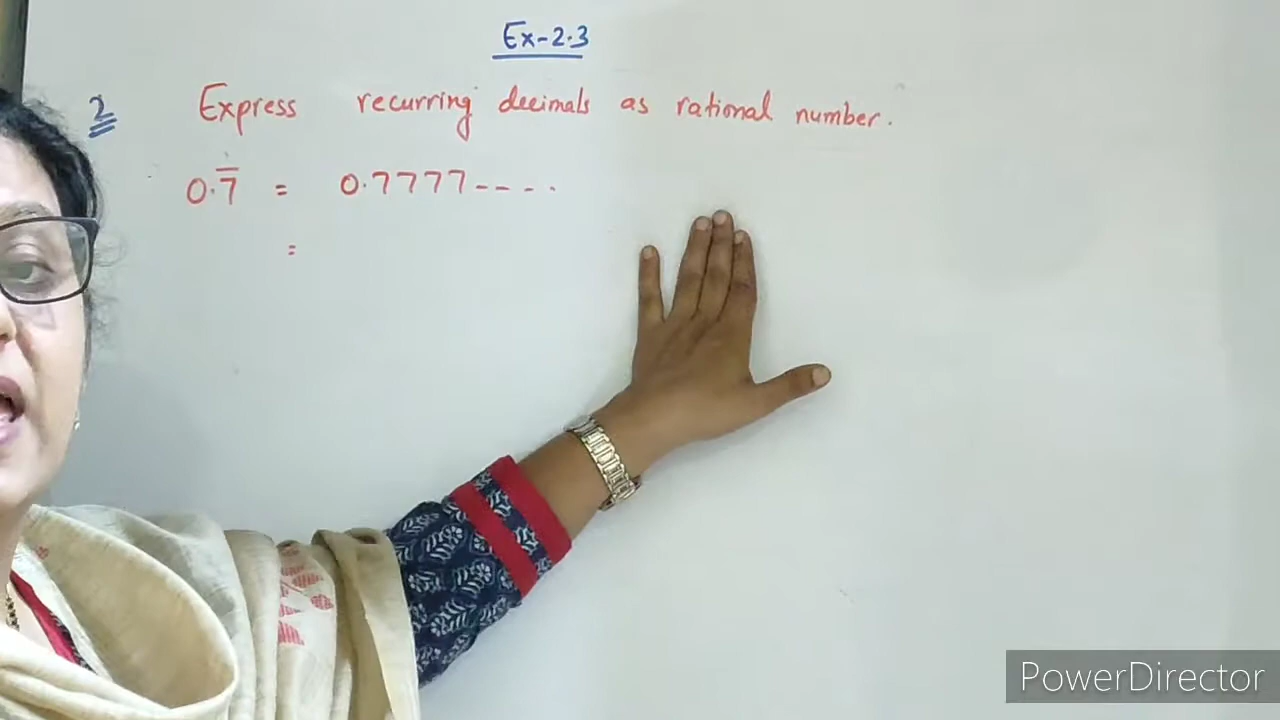 Ex-2.3
2 Express recurring decimals as rational number.
0.7̅ = 0.7777----
=
PowerDirector